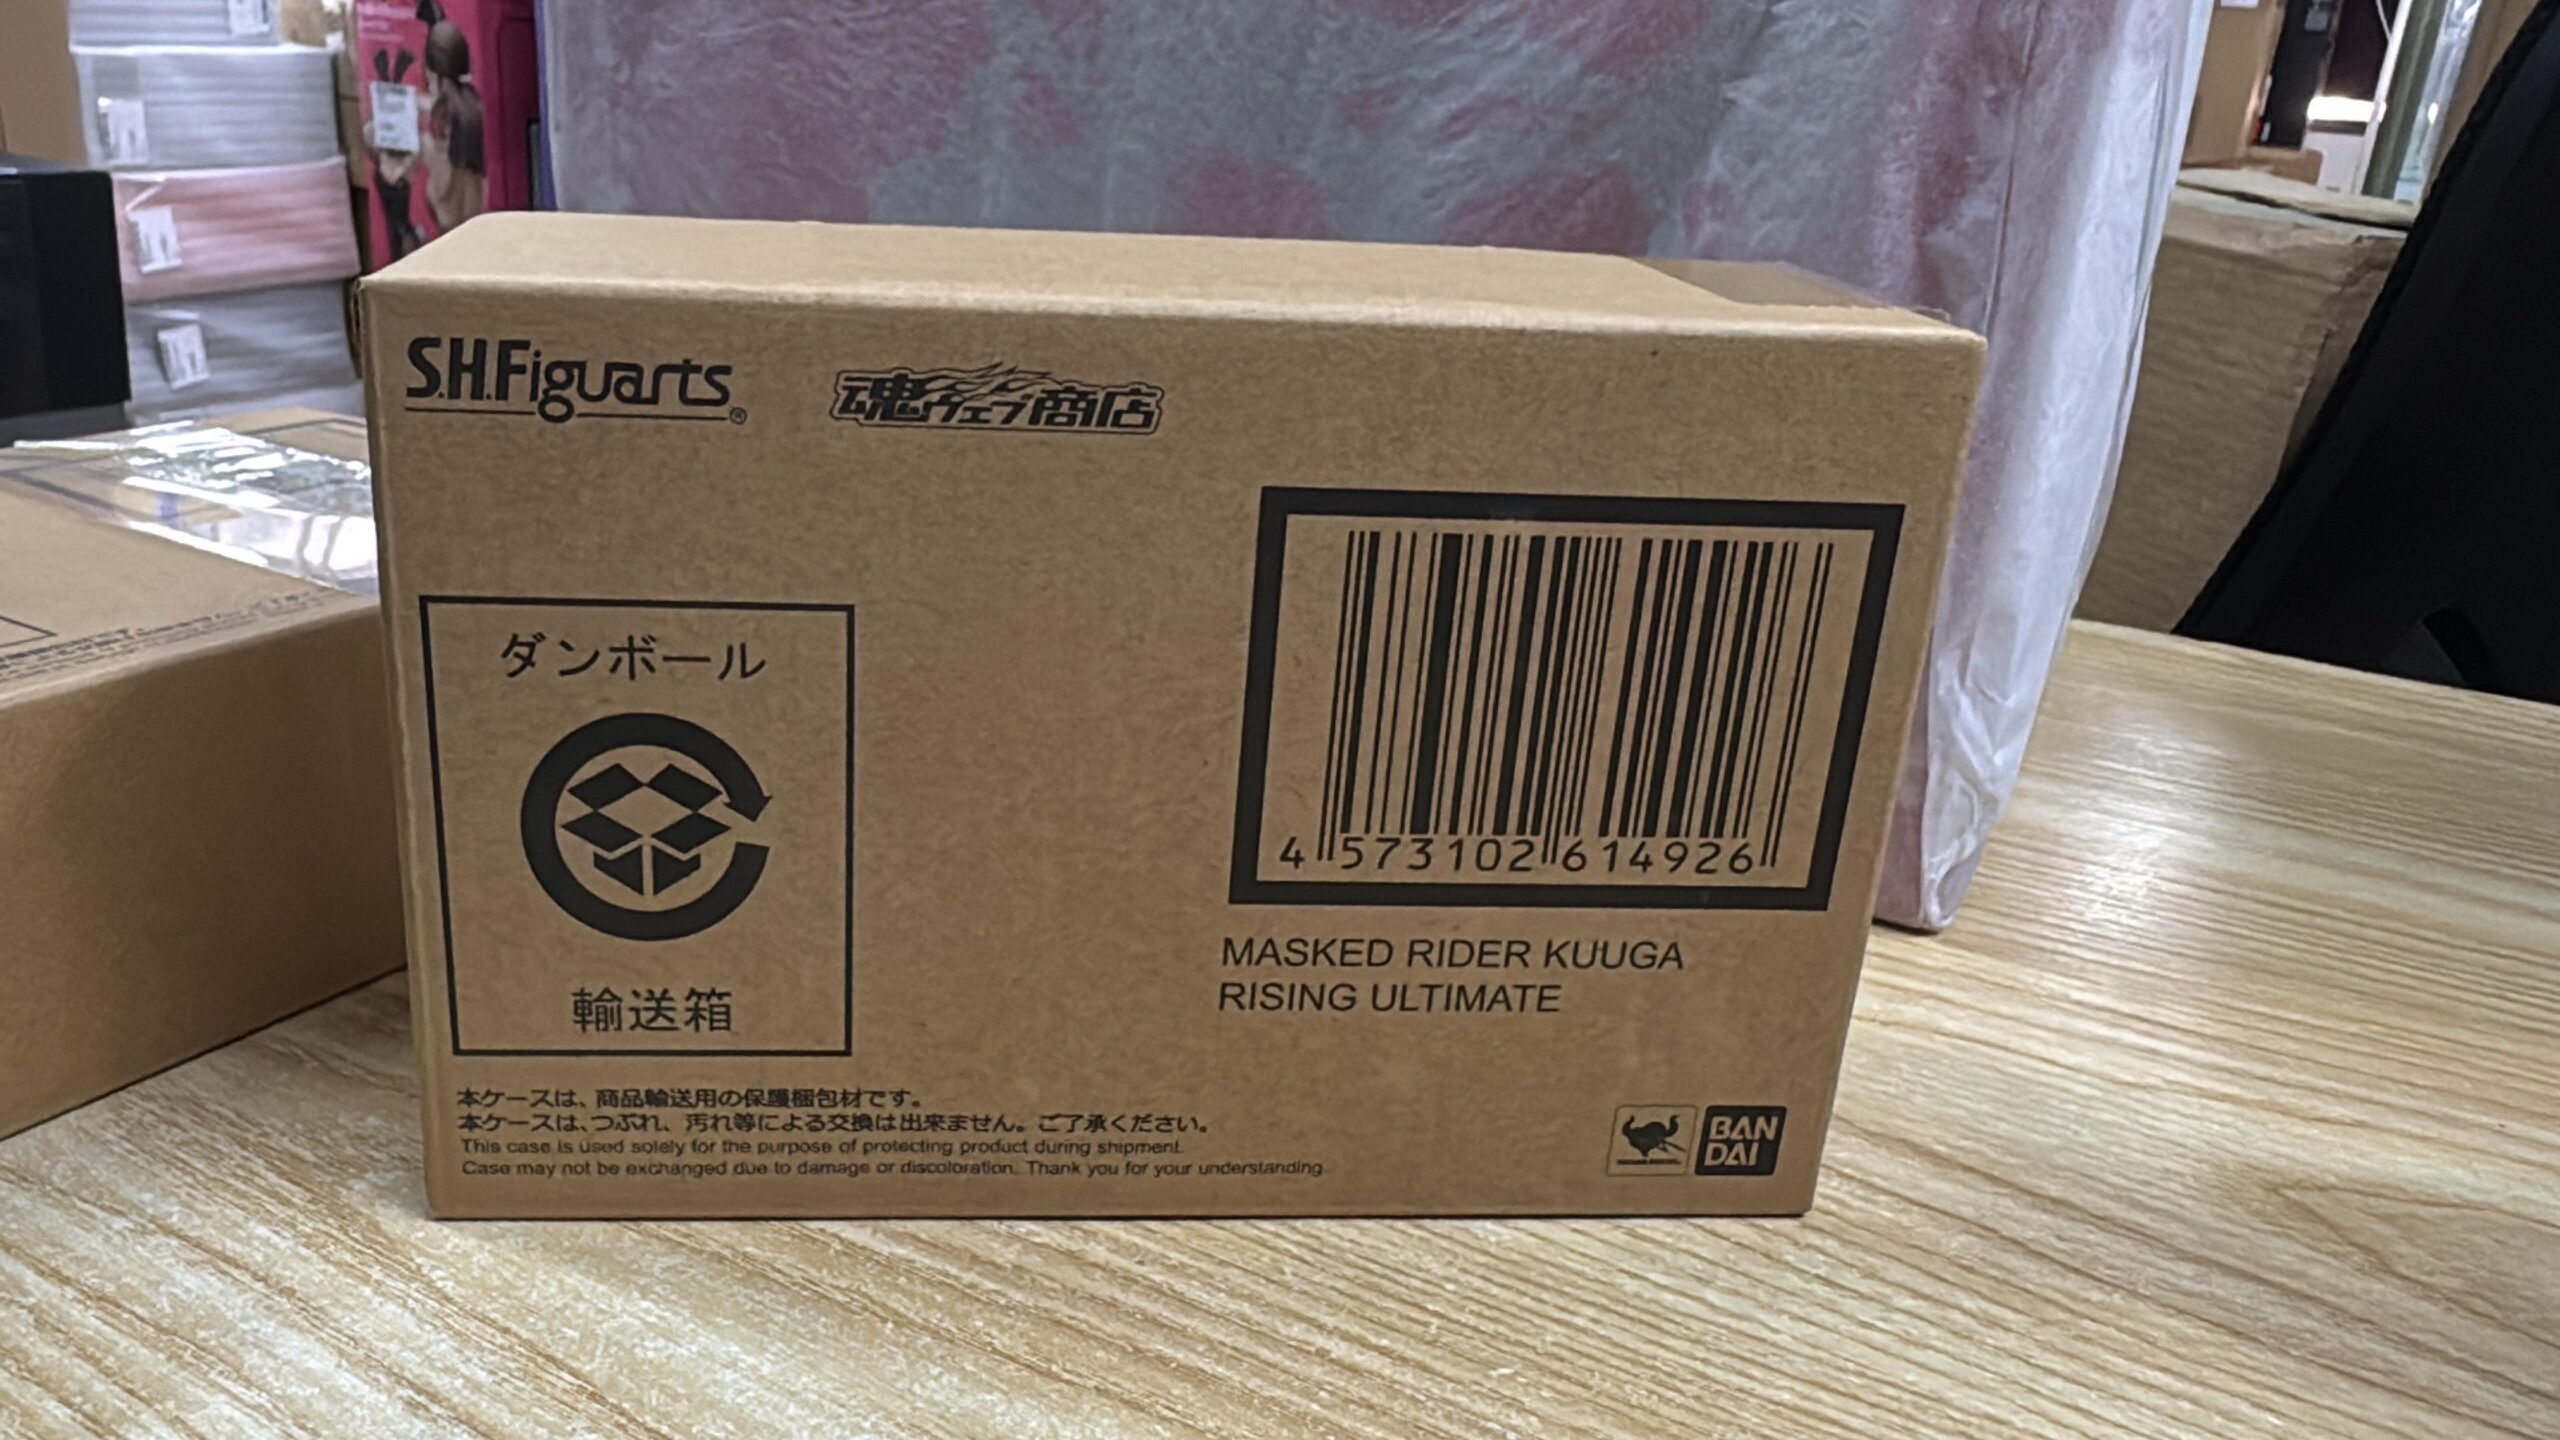 S.H.Figuarts®
魂ウェブ商店
ダンボール
輸送箱
4 573102 614926
MASKED RIDER KUUGA
RISING ULTIMATE
本ケースは、商品輸送用の保護梱包材です。
本ケースは、つぶれ、汚れ等による交換は出来ません。ご了承ください。
This case is used solely for the purpose of protecting product during shipment.
Case may not be exchanged due to damage or discoloration. Thank you for your understanding.
BAN
DAI